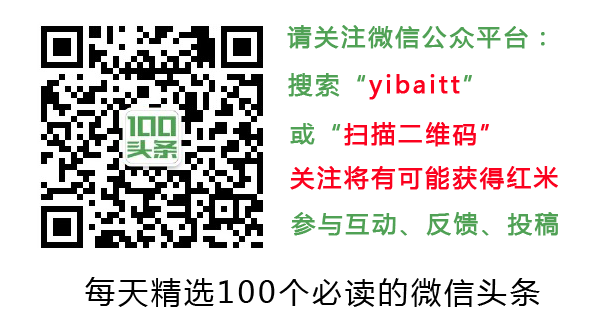 100
头条
请关注微信公众平台：
搜索“yibaitt”
或“扫描二维码”
关注将有可能获得红米
参与互动、反馈、投稿
每天精选100个必读的微信头条